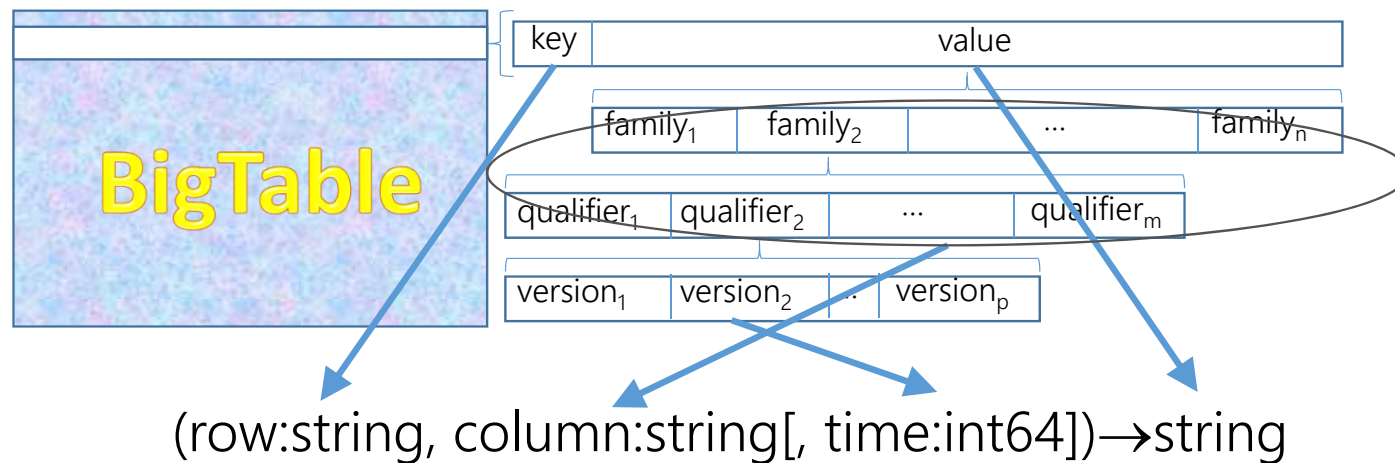 key value
family₁ family₂ ... familyₙ
BigTable
qualifier₁ qualifier₂ ... qualifierₘ
version₁ version₂ .. versionₚ
(row:string, column:string[, time:int64])→string